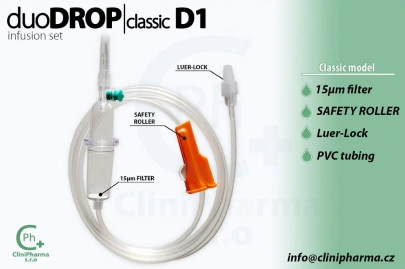 duoDROP|classic D1
infusion set
LUER-LOCK
Classic model
15µm filter
SAFETY ROLLER
Luer-Lock
PVC tubing
SAFETY
ROLLER
15µm FILTER
Ph
CliniPharma
s.r.o
CliniPharma
s.r.o
info@clinipharma.cz